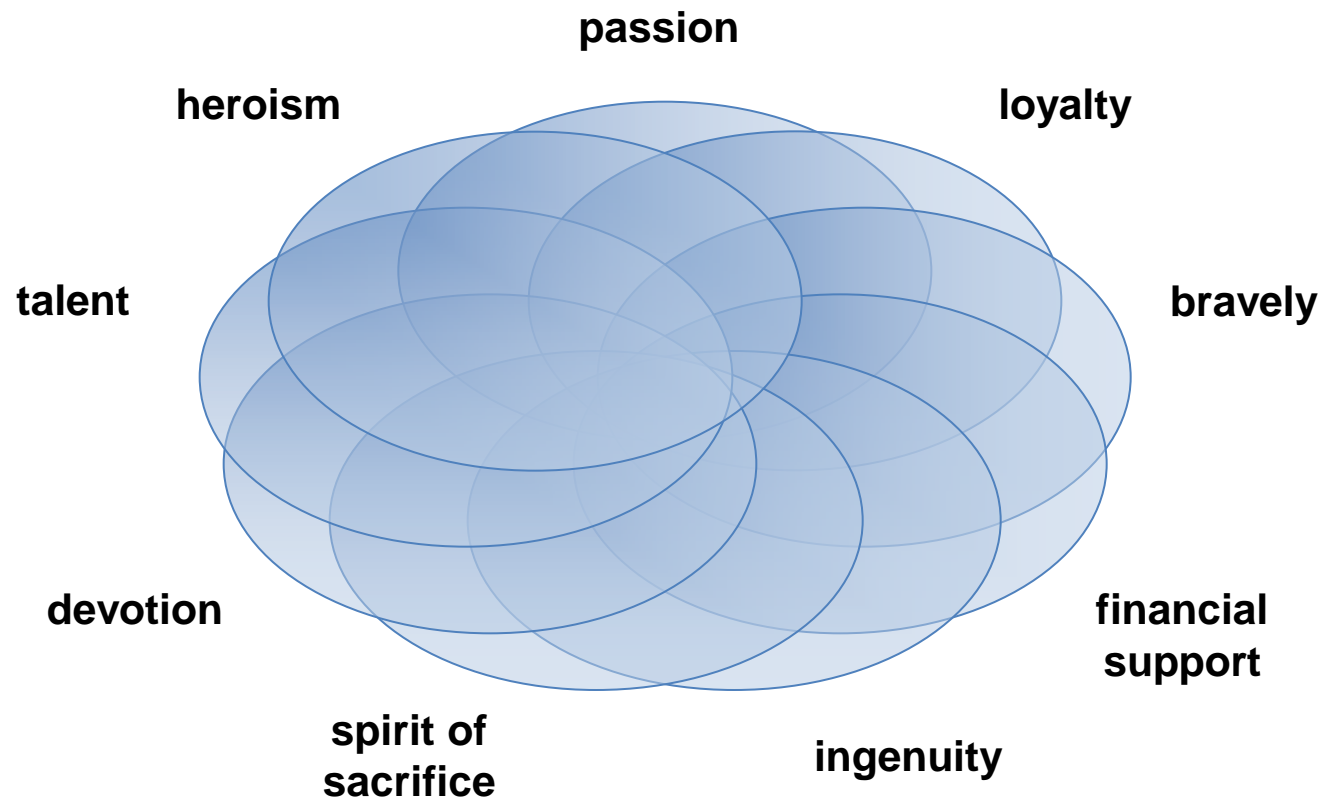 passion
heroism
loyalty
talent
bravely
devotion
financial
support
spirit of
sacrifice
ingenuity